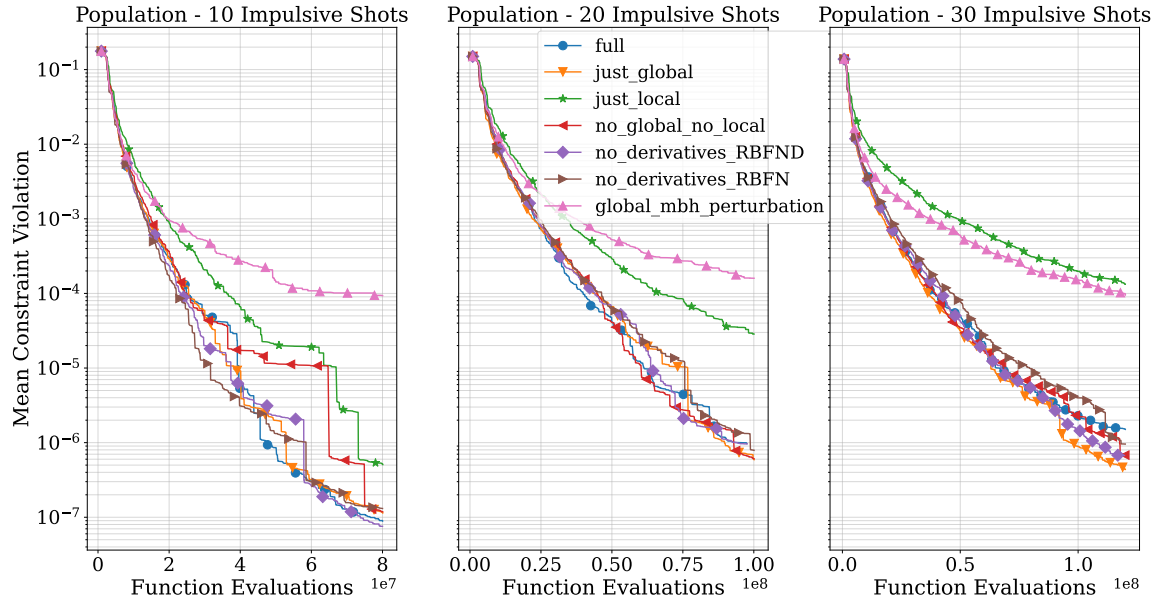 Population - 10 Impulsive Shots
Population - 20 Impulsive Shots
Population - 30 Impulsive Shots
full
just_global
just_local
no_global_no_local
no_derivatives_RBFND
no_derivatives_RBFN
global_mbh_perturbation
Mean Constraint Violation
10⁻¹
10⁻²
10⁻³
10⁻⁴
10⁻⁵
10⁻⁶
10⁻⁷
0 2 4 6 8
1e7
Function Evaluations
0.00 0.25 0.50 0.75 1.00
1e8
Function Evaluations
0.0 0.5 1.0
1e8
Function Evaluations